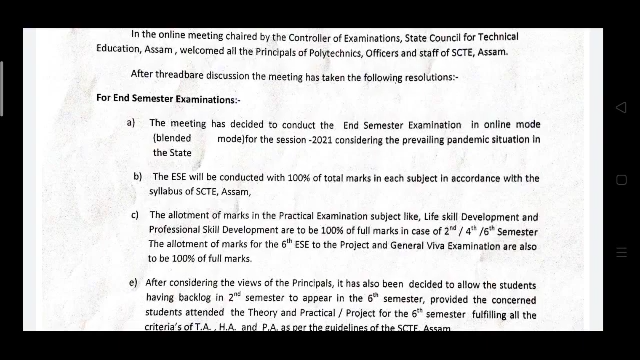 In the online meeting chaired by the Controller of Examinations, State Council for Technical
Education, Assam , welcomed all the Principals of Polytechnics, Officers and staff of SCTE, Assam.
After threadbare discussion the meeting has taken the following resolutions:-
For End Semester Examinations:-
a) The meeting has decided to conduct the End Semester Examination in online mode
(blended mode)for the session -2021 considering the prevailing pandemic situation in
the State
b) The ESE will be conducted with 100% of total marks in each subject in accordance with the
syllabus of SCTE, Assam,
c) The allotment of marks in the Practical Examination subject like, Life skill Development and
Professional Skill Development are to be 100% of full marks in case of 2nd / 4th /6th Semester
The allotment of marks for the 6th ESE to the Project and General Viva Examination are also
to be 100% of full marks.
e) After considering the views of the Principals, it has also been decided to allow the students
having backlog in 2nd semester to appear in the 6th semester, provided the concerned
students attended the Theory and Practical / Project for the 6th semester fulfilling all the
criteria's of T.A. , H.A. and P.A. as per the guidelines of the SCTE, Assam